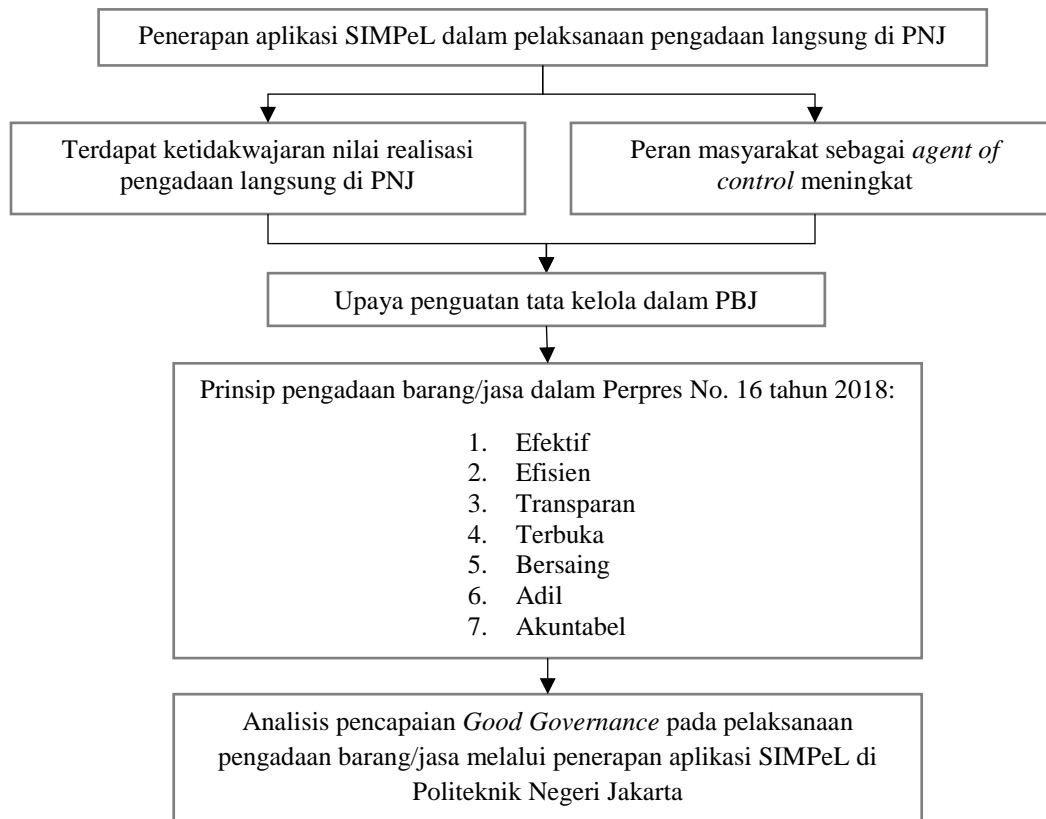 Penerapan aplikasi SIMPeL dalam pelaksanaan pengadaan langsung di PNJ
Terdapat ketidakwajaran nilai realisasi
pengadaan langsung di PNJ
Peran masyarakat sebagai agent of
control meningkat
Upaya penguatan tata kelola dalam PBJ
Prinsip pengadaan barang/jasa dalam Perpres No. 16 tahun 2018:
1. Efektif
2. Efisien
3. Transparan
4. Terbuka
5. Bersaing
6. Adil
7. Akuntabel
Analisis pencapaian Good Governance pada pelaksanaan
pengadaan barang/jasa melalui penerapan aplikasi SIMPeL di
Politeknik Negeri Jakarta